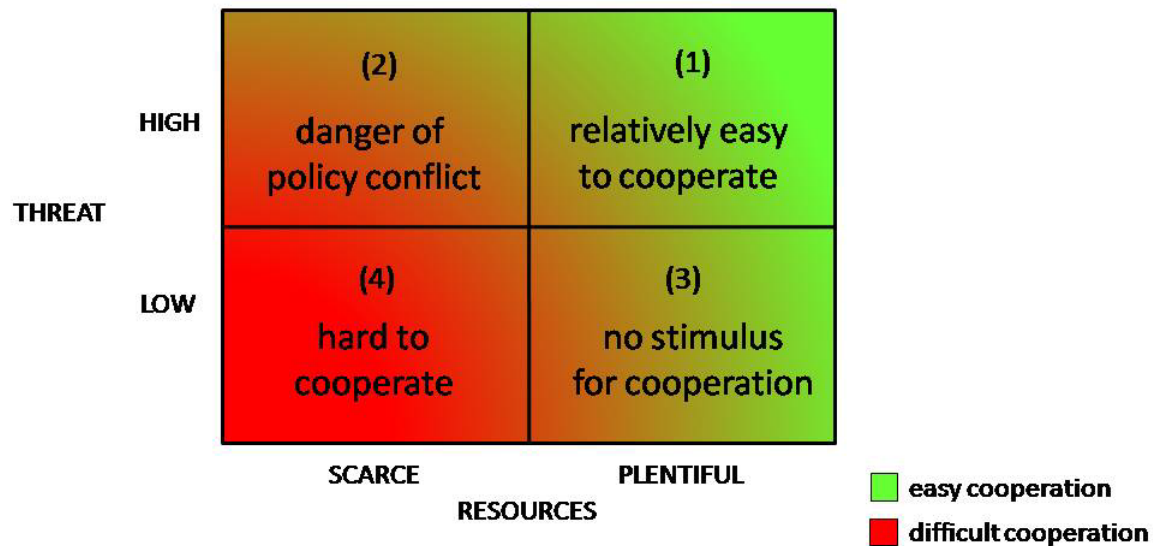 (2)
danger of
policy conflict
(1)
relatively easy
to cooperate
HIGH
THREAT
(4)
hard to
cooperate
(3)
no stimulus
for cooperation
LOW
SCARCE
PLENTIFUL
RESOURCES
easy cooperation
difficult cooperation